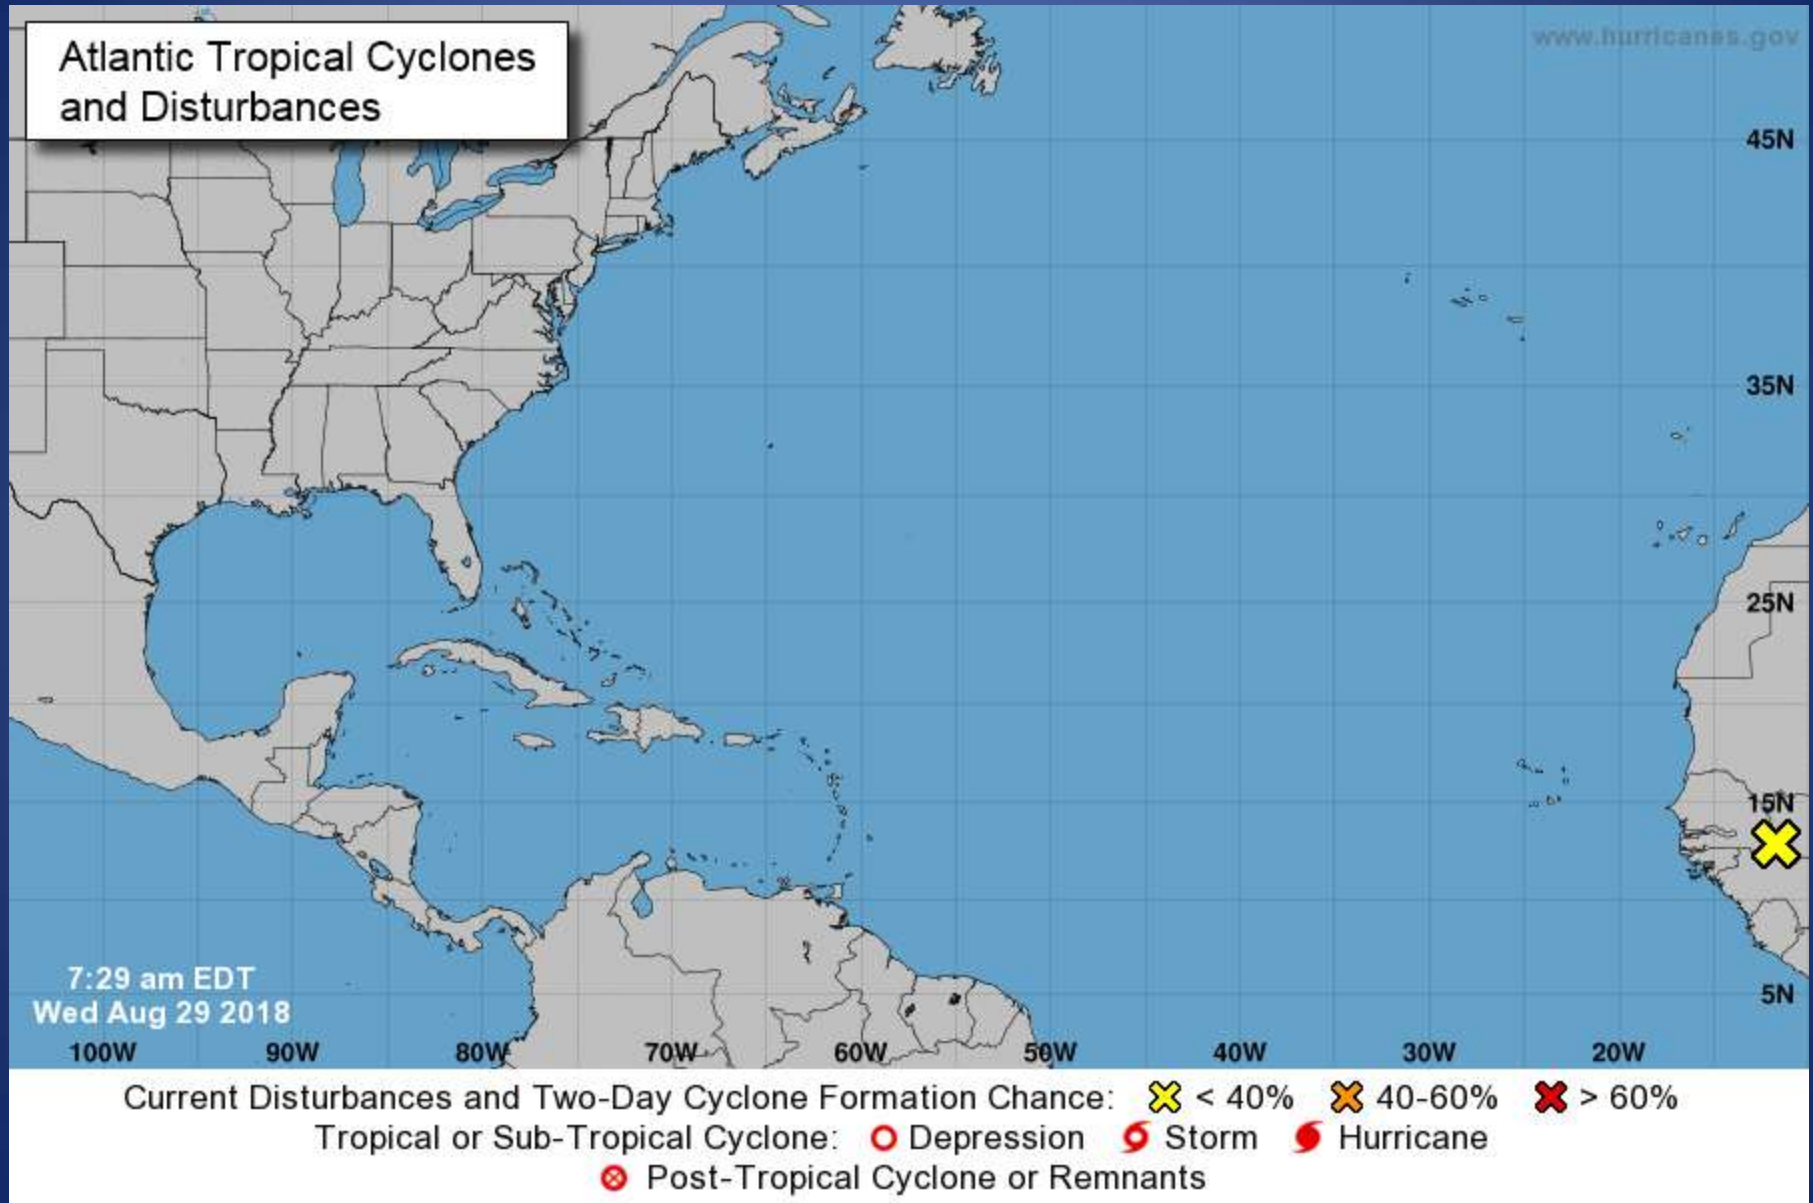 Atlantic Tropical Cyclones
and Disturbances
www.hurricanes.gov
45N
35N
25N
15N
5N
7:29 am EDT
Wed Aug 29 2018
100W 90W 80W 70W 60W 50W 40W 30W 20W
Current Disturbances and Two-Day Cyclone Formation Chance: < 40% 40-60% > 60%
Tropical or Sub-Tropical Cyclone: Depression Storm Hurricane
Post-Tropical Cyclone or Remnants